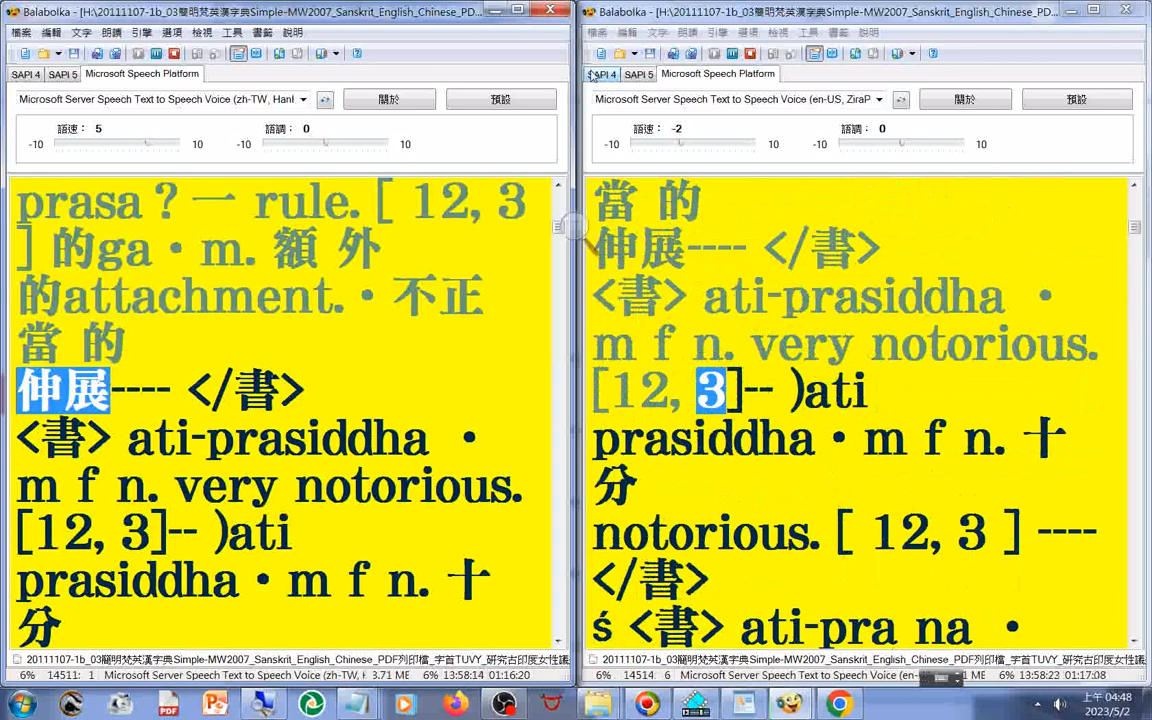 Balabolka - [H:\20111107-1b_03簡明梵英漢字典Simple-MW2007_Sanskrit_English_Chinese_PD...
檔案 編輯 文字 朗讀 引擎 選項 檢視 工具 書籤 說明
SAPI 4 SAPI 5 Microsoft Speech Platform
Microsoft Server Speech Text to Speech Voice (zh-TW, Hanl 關於 預設
語速： 5 語調： 0
-10 10 -10 10
prasa？一 rule. [ 12, 3
] 的ga • m. 額 外
的attachment. • 不正
當 的
伸展---- </書>
<書> ati-prasiddha •
m f n. very notorious.
[12, 3]-- )ati
prasiddha • m f n. 十
分
20111107-1b_03簡明梵英漢字典Simple-MW2007_Sanskrit_English_Chinese_PDF列印檔_字首TUVY_研究古印度女性議
6% 14511: 1 Microsoft Server Speech Text to Speech Voice (zh-TW, H 3.71 ME 6% 13:58:14 01:16:20
Balabolka - [H:\20111107-1b_03簡明梵英漢字典Simple-MW2007_Sanskrit_English_Chinese_PDF...
檔案 編輯 文字 朗讀 引擎 選項 檢視 工具 書籤 說明
SAPI 4 SAPI 5 Microsoft Speech Platform
Microsoft Server Speech Text to Speech Voice (en-US, ZiraP 關於 預設
語速： -2 語調： 0
-10 10 -10 10
當 的
伸展---- </書>
<書> ati-prasiddha •
m f n. very notorious.
[12, 3]-- )ati
prasiddha • m f n. 十
分
notorious. [ 12, 3 ] ----
</書>
ś <書> ati-pra na •
20111107-1b_03簡明梵英漢字典Simple-MW2007_Sanskrit_English_Chinese_PDF列印檔_字首TUVY_研究古印度女性議
6% 14514: 6 Microsoft Server Speech Text to Speech Voice (en-US, ME 6% 13:58:22 01:17:08
PDF
上午 04:48
2023/5/2